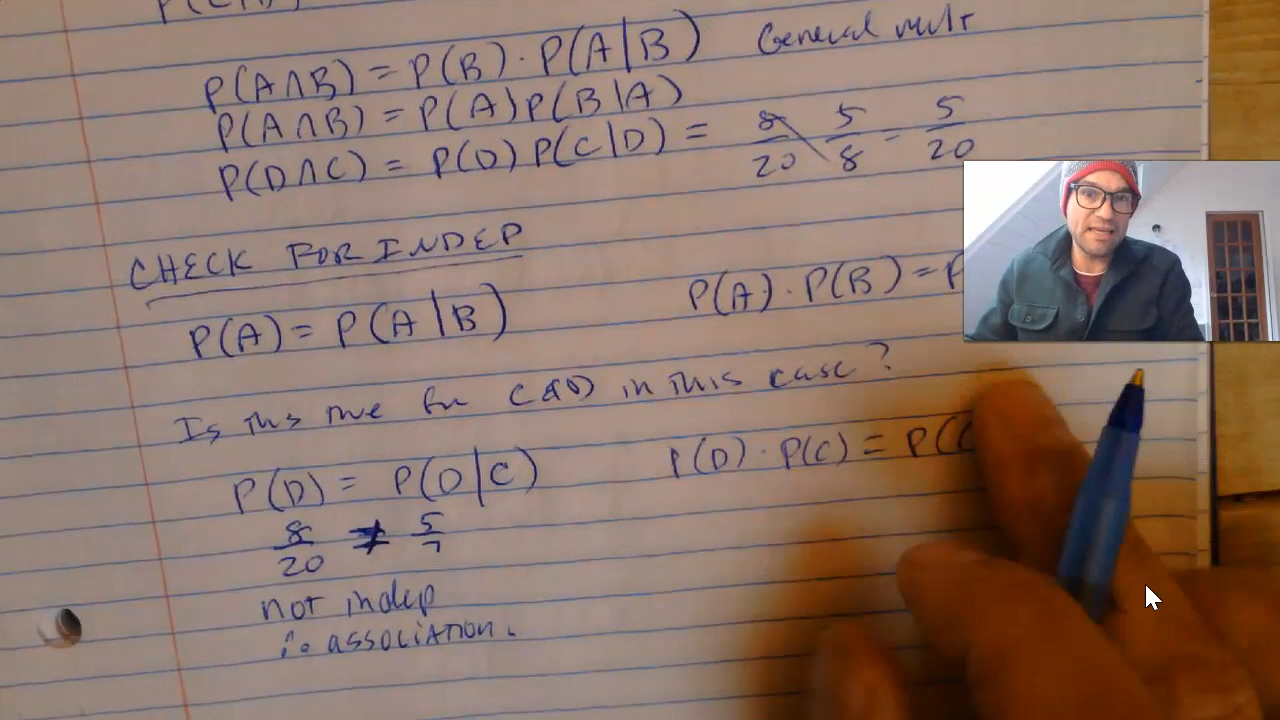 P(A∩B) = P(B) · P(A|B) General mult
P(A∩B) = P(A)P(B|A)
P(D∩C) = P(D) P(C|D) = 8/20 5/8 = 5/20
CHECK FOR INDEP
P(A) = P(A|B) P(A) · P(B) = P
Is this true for C&D in this case?
P(D) = P(D|C) P(D) · P(C) = P(C
8/20 ≠ 5/7
not indep
∴ association.